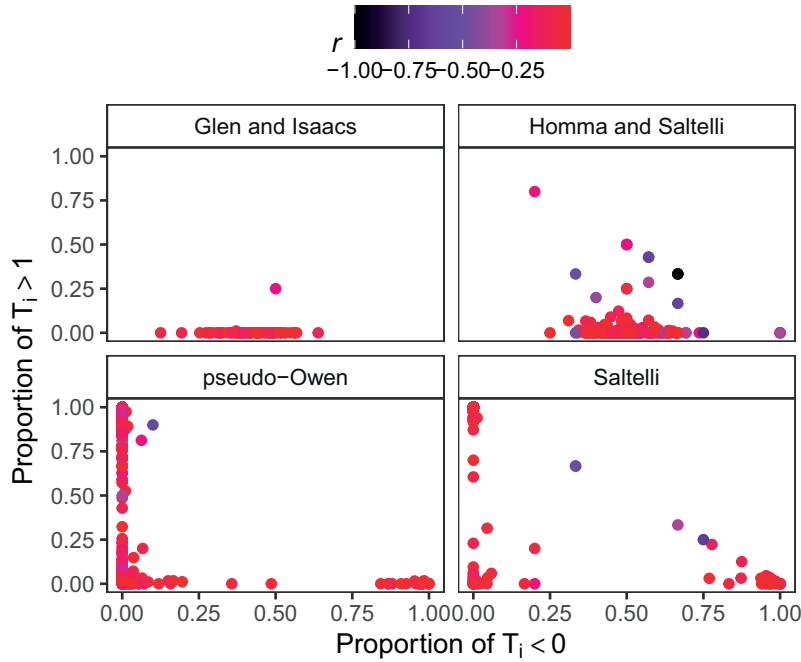 r
−1.00 −0.75 −0.50 −0.25
Glen and Isaacs
Homma and Saltelli
1.00
0.75
0.50
0.25
0.00
pseudo−Owen
Saltelli
1.00
0.75
0.50
0.25
0.00
0.00 0.25 0.50 0.75 1.00
0.00 0.25 0.50 0.75 1.00
Proportion of Ti > 1
Proportion of Ti < 0